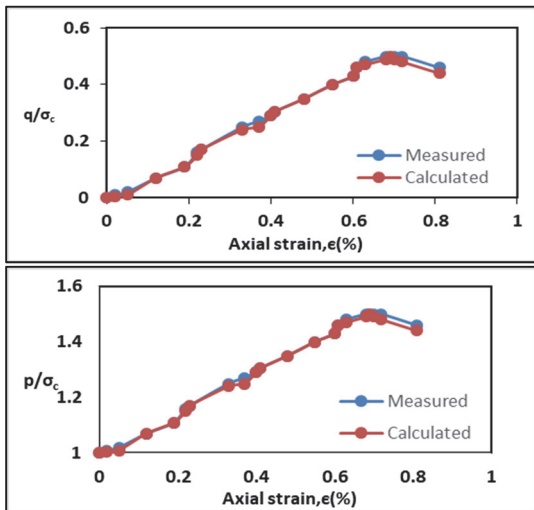 0.6
0.4
q/σc
0.2
Measured
Calculated
0
0 0.2 0.4 0.6 0.8 1
Axial strain,ϵ(%)
1.6
1.4
p/σc
1.2
Measured
Calculated
1
0 0.2 0.4 0.6 0.8 1
Axial strain,ϵ(%)